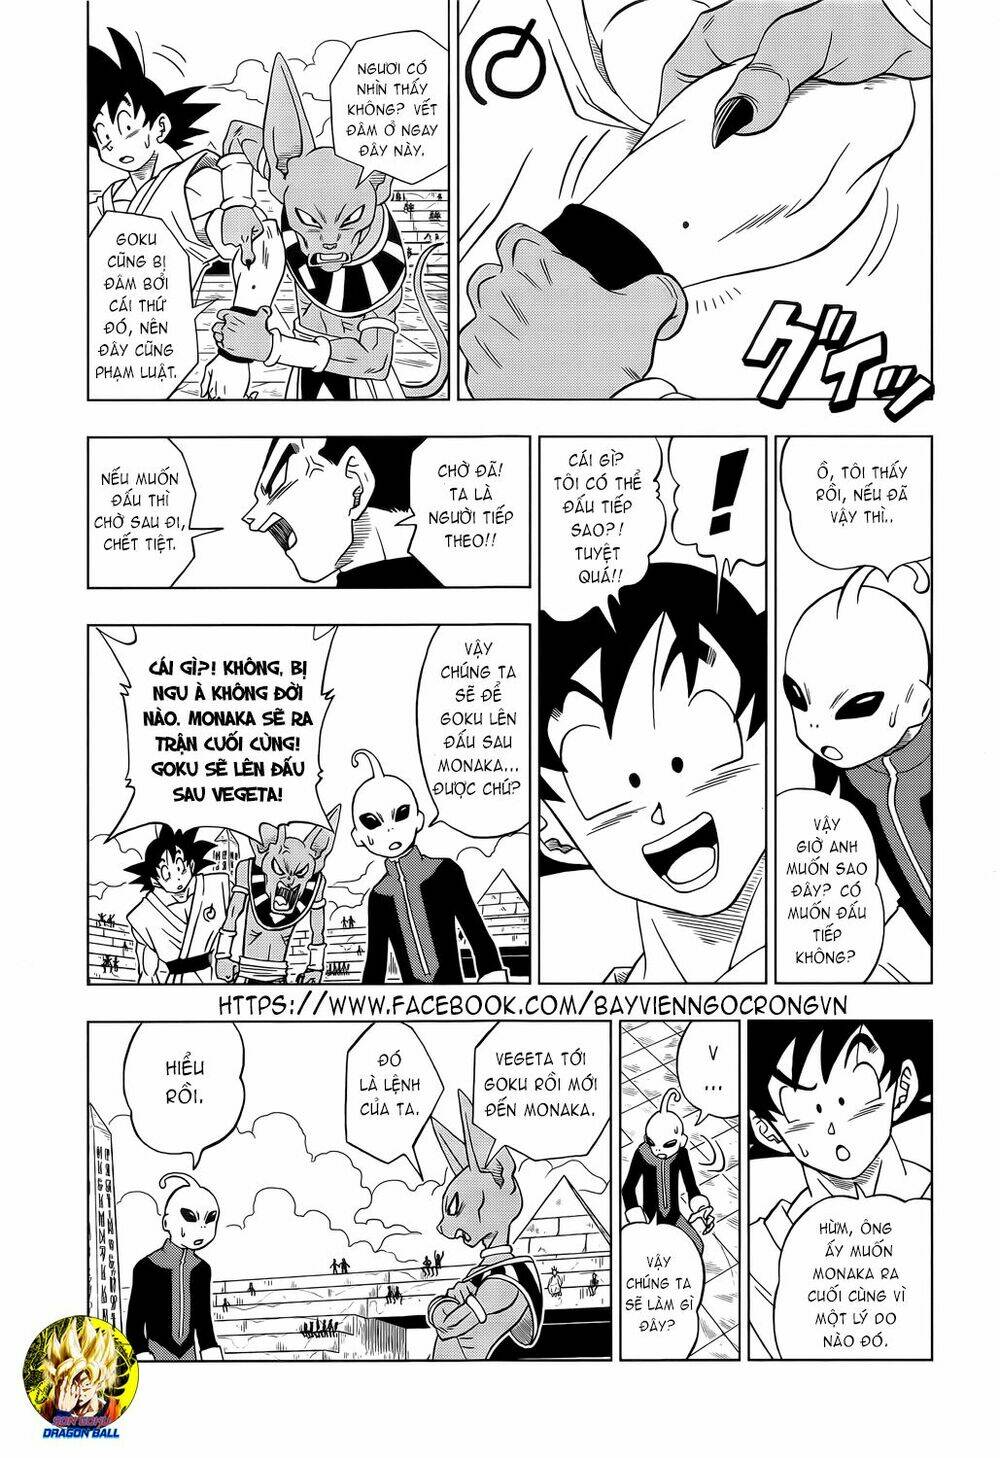 NGƯƠI CÓ
NHÌN THẤY
KHÔNG? VẾT
ĐÂM Ở NGAY
ĐÂY NÀY.
GOKU
CŨNG BỊ
ĐÂM BỞI
CÁI THỨ
ĐÓ, NÊN
ĐÂY CŨNG
PHẠM LUẬT.
グイッ
NẾU MUỐN
ĐẤU THÌ
CHỜ SAU ĐI,
CHẾT TIỆT.
CHỜ ĐÃ!
TA LÀ
NGƯỜI TIẾP
THEO!!
CÁI GÌ?
TÔI CÓ THỂ
ĐẤU TIẾP
SAO?!
TUYỆT
QUÁ!!
!
Ồ, TÔI THẤY
RỒI, NẾU ĐÃ
VẬY THÌ..
VẬY
GIỜ ANH
MUỐN SAO
ĐÂY? CÓ
MUỐN ĐẤU
TIẾP
KHÔNG?
CÁI GÌ?! KHÔNG, BỊ
NGU À KHÔNG ĐỜI
NÀO. MONAKA SẼ RA
TRẬN CUỐI CÙNG!
GOKU SẼ LÊN ĐẤU
SAU VEGETA!
VẬY
CHÚNG TA
SẼ ĐỂ
GOKU LÊN
ĐẤU SAU
MONAKA...
ĐƯỢC CHỨ?
HTTPS://WWW.FACEBOOK.COM/BAYVIENNGOCRONGVN
HIỂU
RỒI.
ĐÓ
LÀ LỆNH
CỦA TA.
VEGETA TỚI
GOKU RỒI MỚI
ĐẾN MONAKA.
V
...
VẬY
CHÚNG TA
SẼ LÀM GÌ
ĐÂY?
HỪM, ÔNG
ẤY MUỐN
MONAKA RA
CUỐI CÙNG VÌ
MỘT LÝ DO
NÀO ĐÓ.
SON GOKU
DRAGON BALL